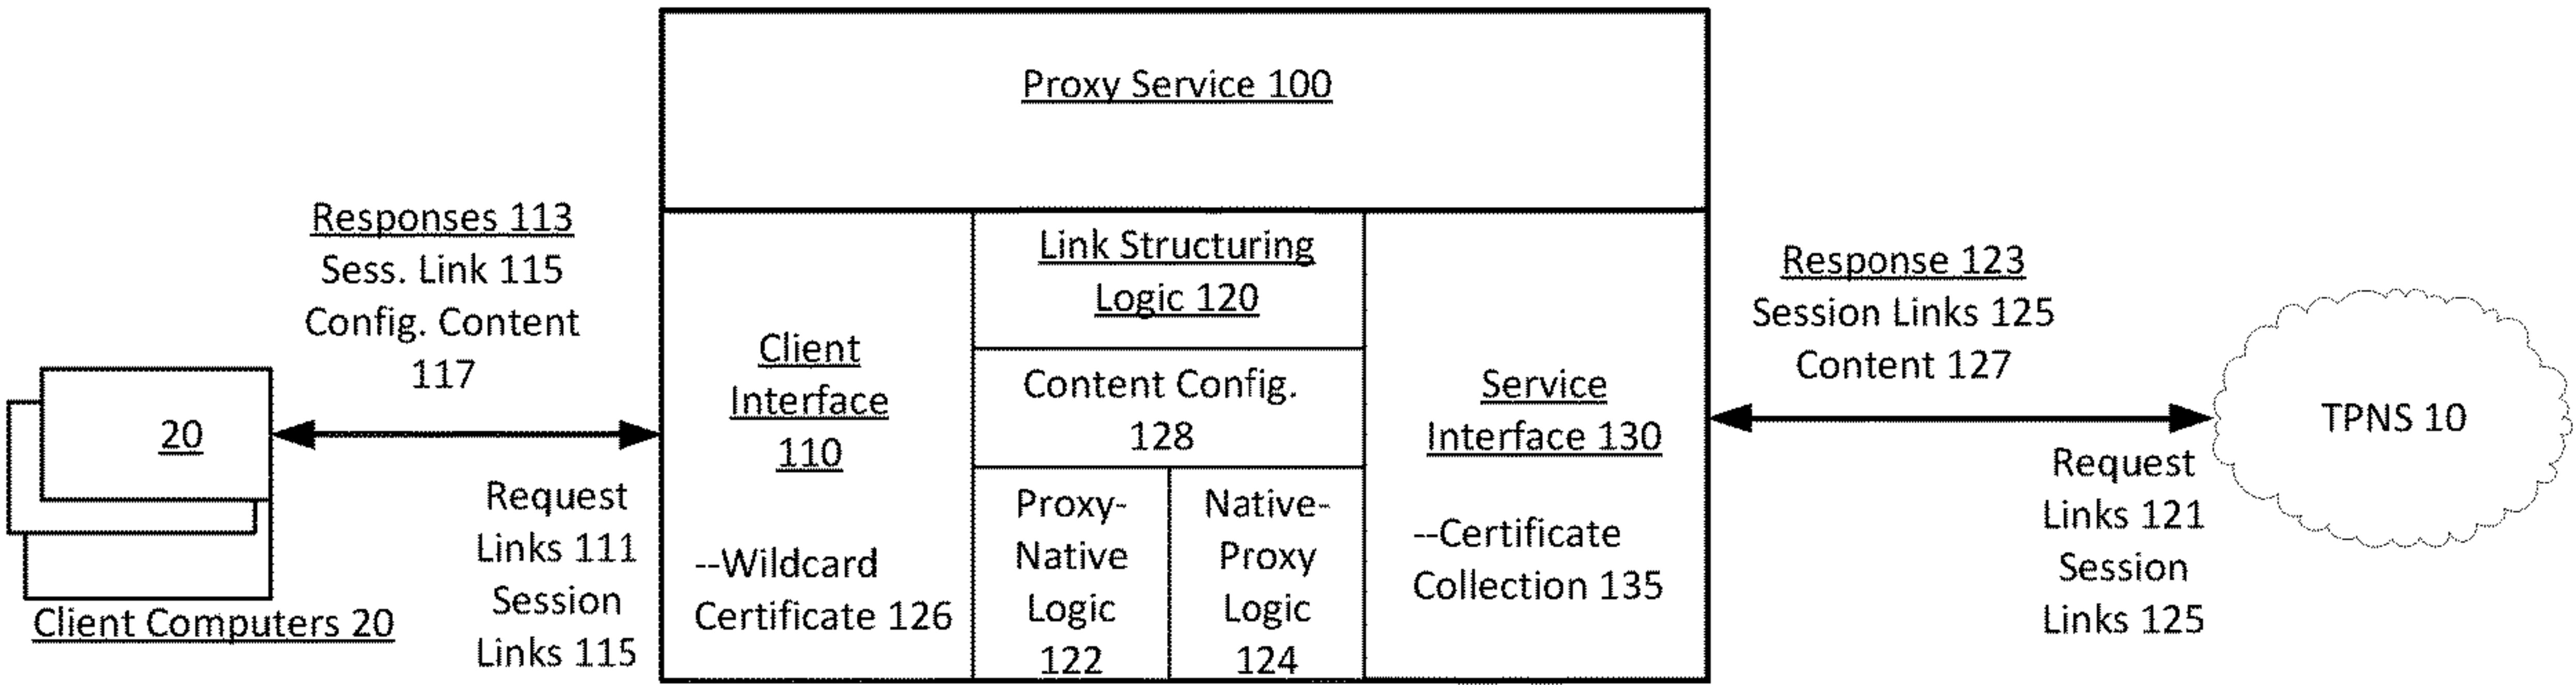 Proxy Service 100
Responses 113
Sess. Link 115
Config. Content
117
20
Client Computers 20
Request
Links 111
Session
Links 115
Client
Interface
110
--Wildcard
Certificate 126
Link Structuring
Logic 120
Content Config.
128
Proxy-
Native
Logic
122
Native-
Proxy
Logic
124
Service
Interface 130
--Certificate
Collection 135
Response 123
Session Links 125
Content 127
TPNS 10
Request
Links 121
Session
Links 125